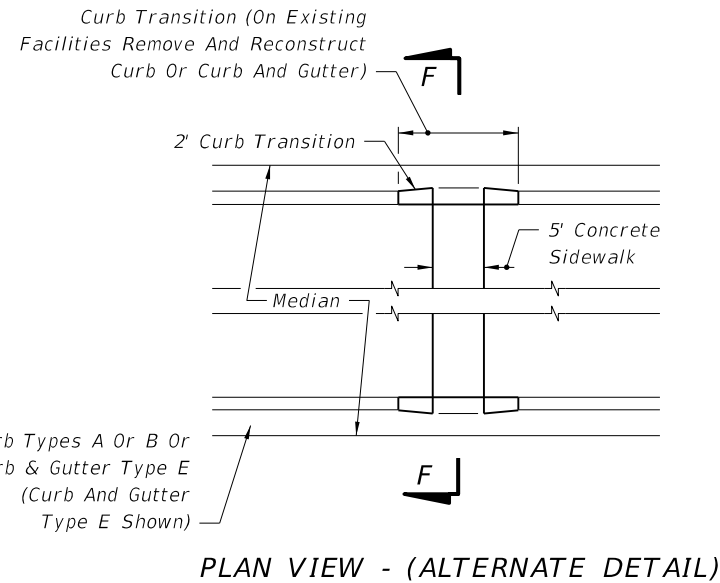 Curb Transition (On Existing
Facilities Remove And Reconstruct
Curb Or Curb And Gutter)
F
2' Curb Transition
5' Concrete
Sidewalk
Median
Types A Or B Or
& Gutter Type E
(Curb And Gutter
Type E Shown)
F
PLAN VIEW - (ALTERNATE DETAIL)